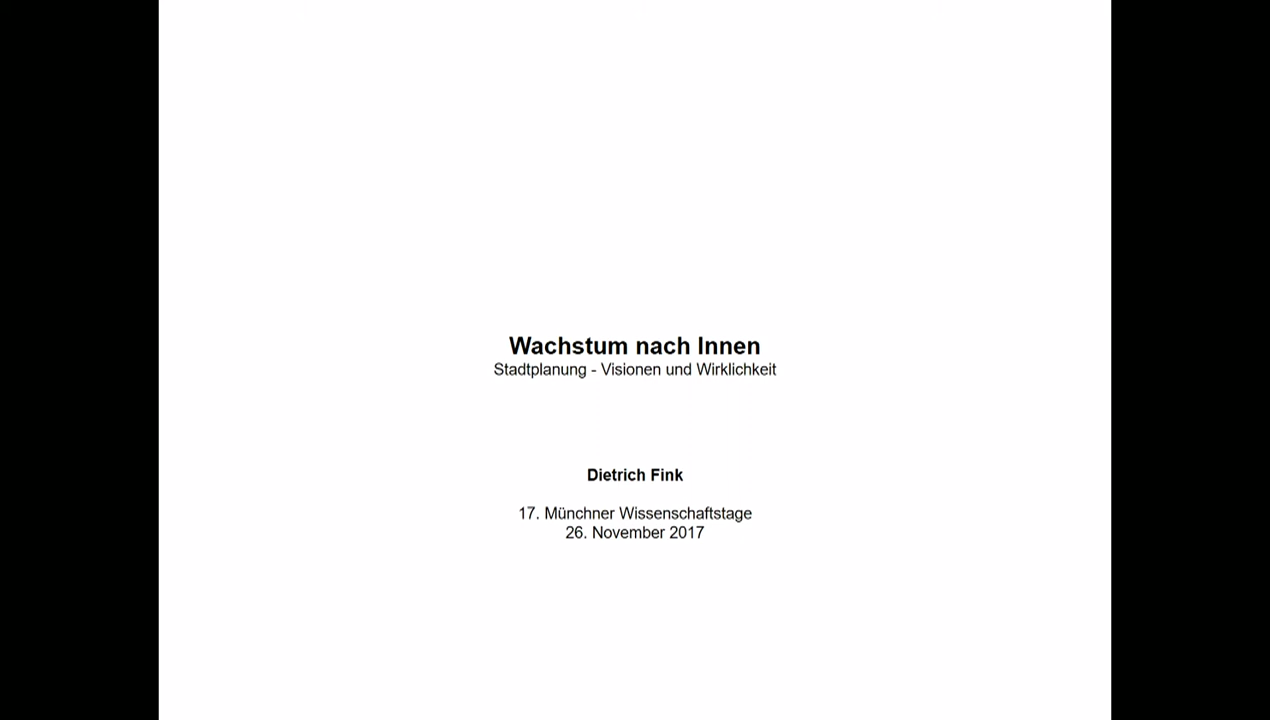 Wachstum nach Innen
Stadtplanung - Visionen und Wirklichkeit
Dietrich Fink
17. Münchner Wissenschaftstage
26. November 2017